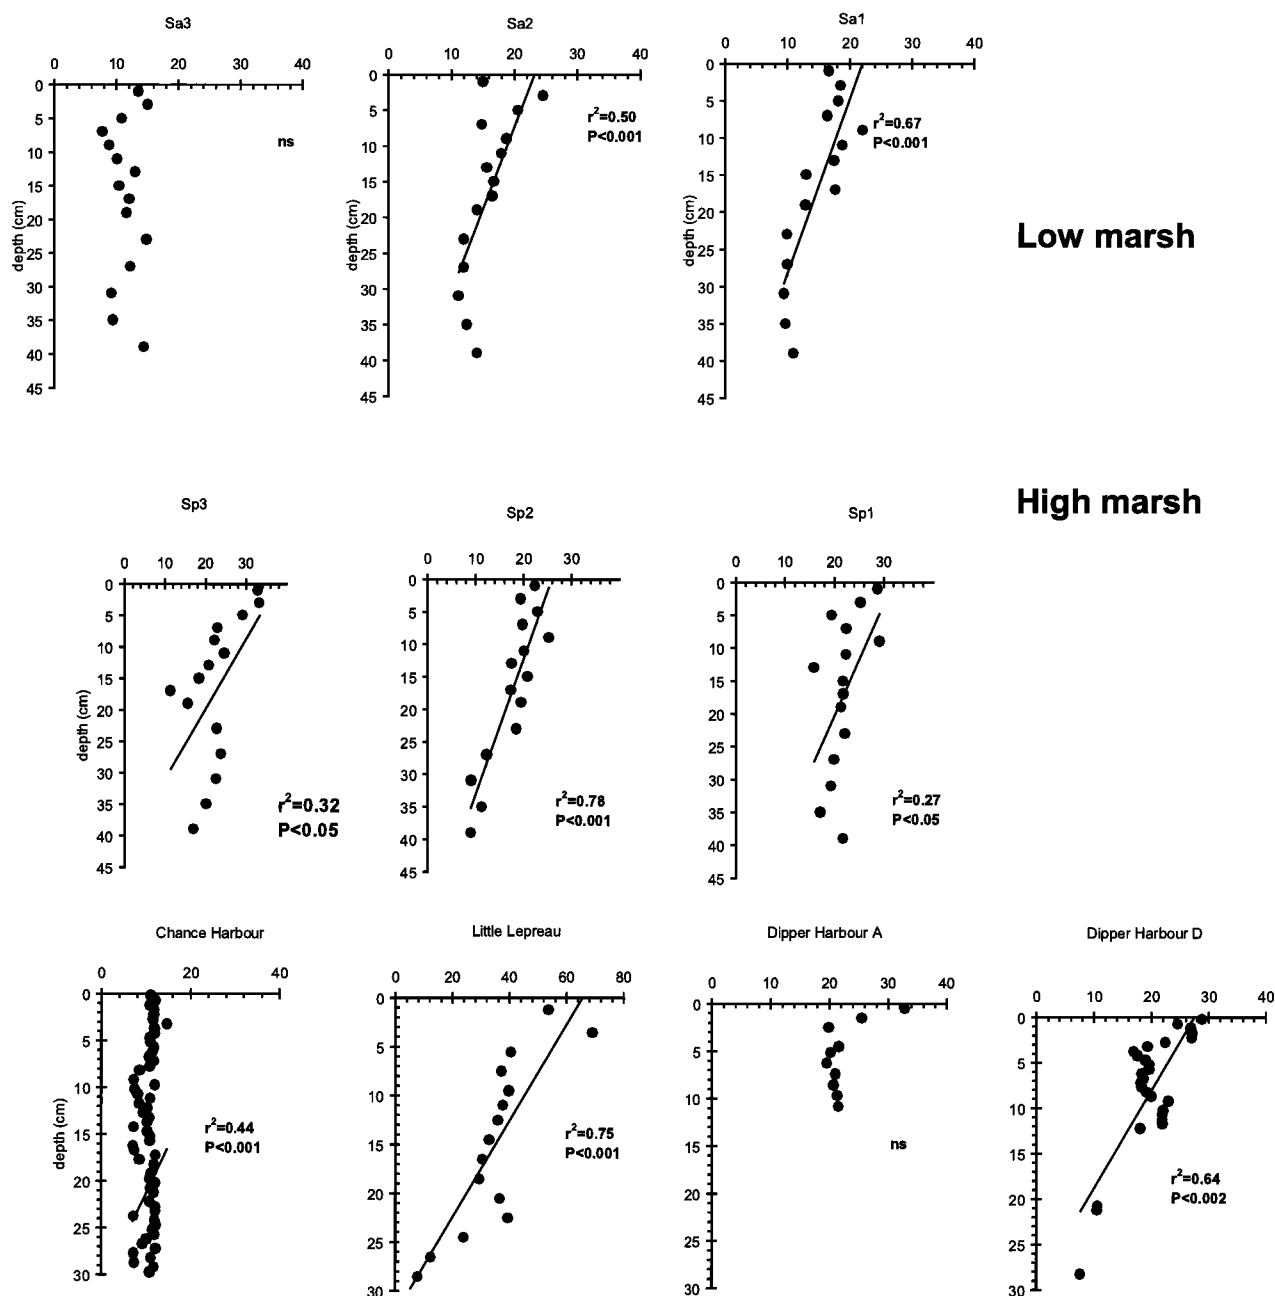 Sa3
0 10 20 30 40
0
5
10
15
20
25
30
35
40
45
depth (cm)
ns
Sa2
0 10 20 30 40
0
5
10
15
20
25
30
35
40
45
depth (cm)
r²=0.50
P<0.001
Sa1
0 10 20 30 40
0
5
10
15
20
25
30
35
40
45
depth (cm)
r²=0.67
P<0.001
Low marsh
High marsh
Sp3
0 10 20 30
0
5
10
15
20
25
30
35
40
45
depth (cm)
r²=0.32
P<0.05
Sp2
0 10 20 30
0
5
10
15
20
25
30
35
40
45
r²=0.78
P<0.001
Sp1
0 10 20 30
0
5
10
15
20
25
30
35
40
45
r²=0.27
P<0.05
Chance Harbour
0 20 40
0
5
10
15
20
25
30
depth (cm)
r²=0.44
P<0.001
Little Lepreau
0 20 40 60 80
0
5
10
15
20
25
30
r²=0.75
P<0.001
Dipper Harbour A
0 10 20 30 40
0
5
10
15
20
25
30
ns
Dipper Harbour D
0 10 20 30 40
0
5
10
15
20
25
30
r²=0.64
P<0.002